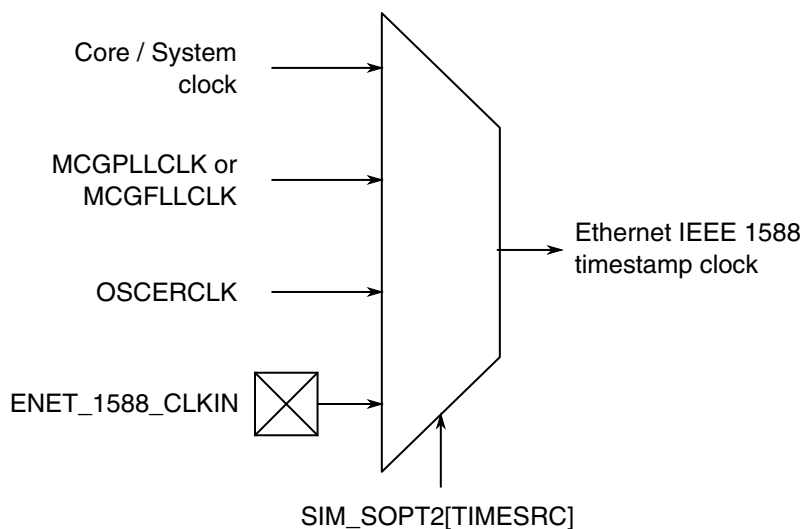 Core / System
clock
MCGPLLCLK or
MCGFLLCLK
Ethernet IEEE 1588
timestamp clock
OSCERCLK
ENET_1588_CLKIN
SIM_SOPT2[TIMESRC]